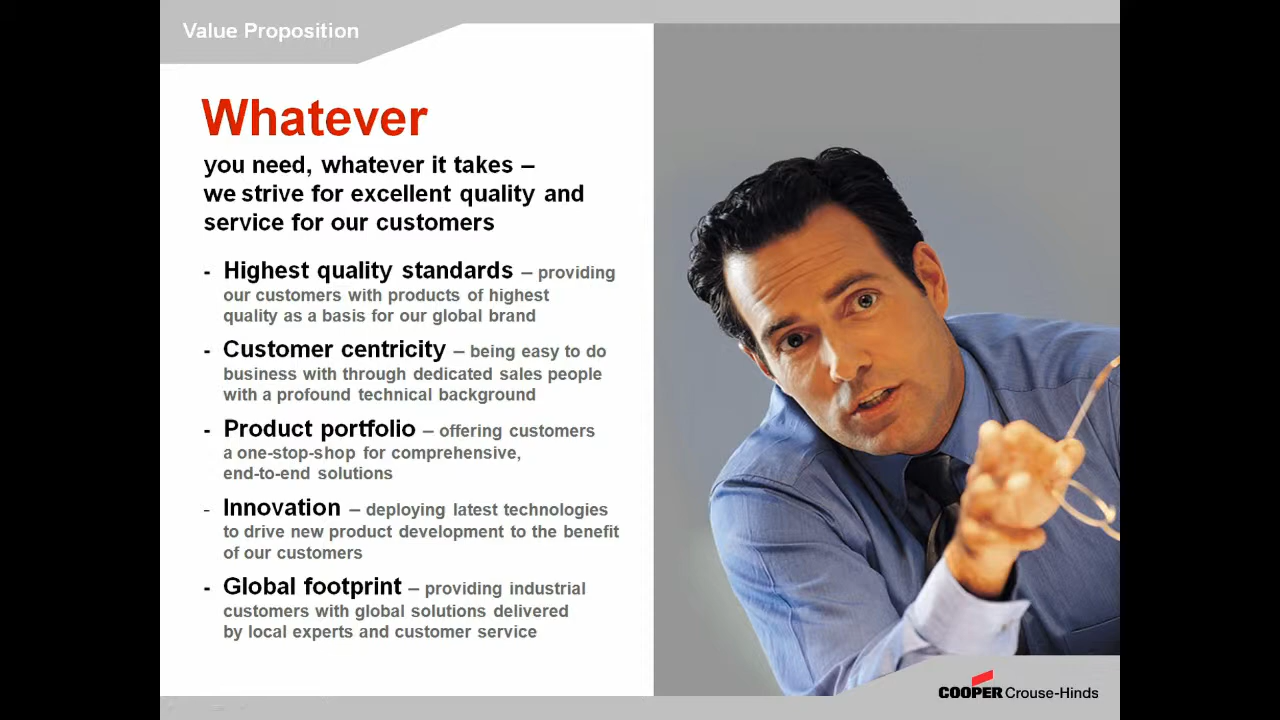 Value Proposition
Whatever
you need, whatever it takes –
we strive for excellent quality and
service for our customers
- Highest quality standards – providing
our customers with products of highest
quality as a basis for our global brand
- Customer centricity – being easy to do
business with through dedicated sales people
with a profound technical background
- Product portfolio – offering customers
a one-stop-shop for comprehensive,
end-to-end solutions
- Innovation – deploying latest technologies
to drive new product development to the benefit
of our customers
- Global footprint – providing industrial
customers with global solutions delivered
by local experts and customer service
COOPER Crouse-Hinds